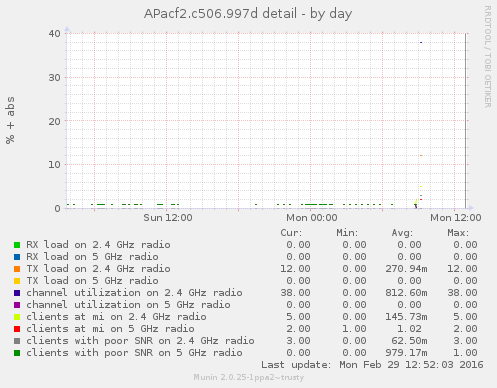 APacf2.c506.997d detail - by day
RRDTOOL / TOBI OETIKER
% + abs
40
30
20
10
0
Sun 12:00 Mon 00:00 Mon 12:00
Cur: Min: Avg: Max:
RX load on 2.4 GHz radio 0.00 0.00 0.00 0.00
RX load on 5 GHz radio 0.00 0.00 0.00 0.00
TX load on 2.4 GHz radio 12.00 0.00 270.94m 12.00
TX load on 5 GHz radio 0.00 0.00 0.00 0.00
channel utilization on 2.4 GHz radio 38.00 0.00 812.60m 38.00
channel utilization on 5 GHz radio 0.00 0.00 0.00 0.00
clients at mi on 2.4 GHz radio 5.00 0.00 145.73m 5.00
clients at mi on 5 GHz radio 2.00 1.00 1.02 2.00
clients with poor SNR on 2.4 GHz radio 3.00 0.00 62.50m 3.00
clients with poor SNR on 5 GHz radio 0.00 0.00 979.17m 1.00
Last update: Mon Feb 29 12:52:03 2016
Munin 2.0.25-1ppa2~trusty